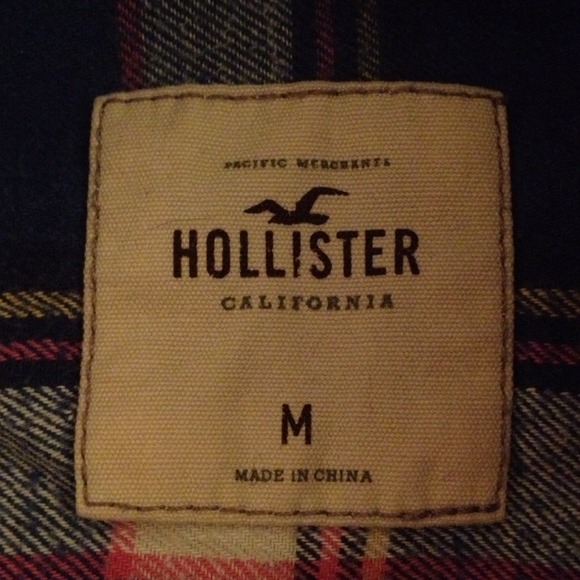 PACIFIC MERCHANTS
HOLLISTER
CALIFORNIA
M
MADE IN CHINA